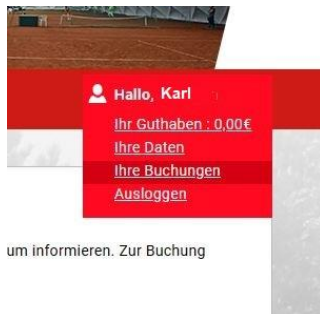 Hallo, Karl
Ihr Guthaben : 0,00€
Ihre Daten
Ihre Buchungen
Ausloggen
um informieren. Zur Buchung